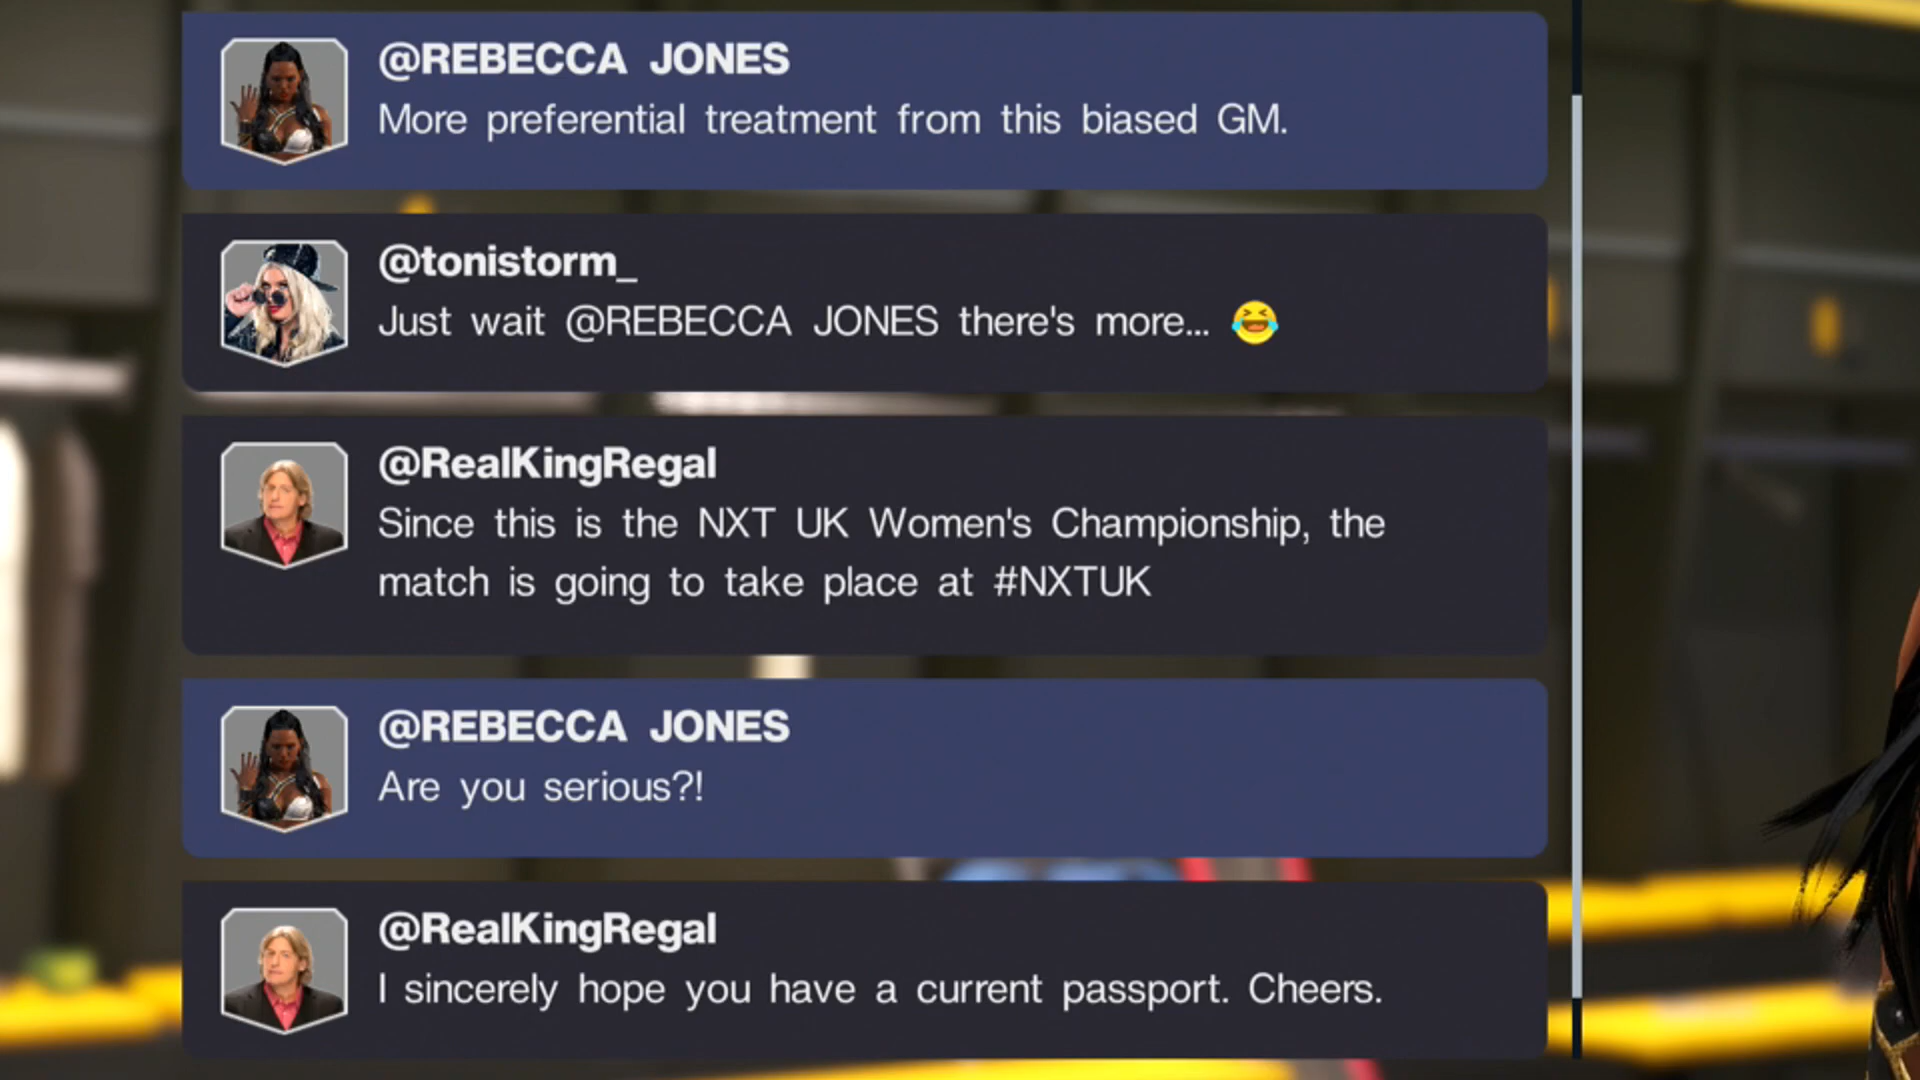 @REBECCA JONES
More preferential treatment from this biased GM.
@tonistorm_
Just wait @REBECCA JONES there's more... 😂
@RealKingRegal
Since this is the NXT UK Women's Championship, the
match is going to take place at #NXTUK
@REBECCA JONES
Are you serious?!
@RealKingRegal
I sincerely hope you have a current passport. Cheers.